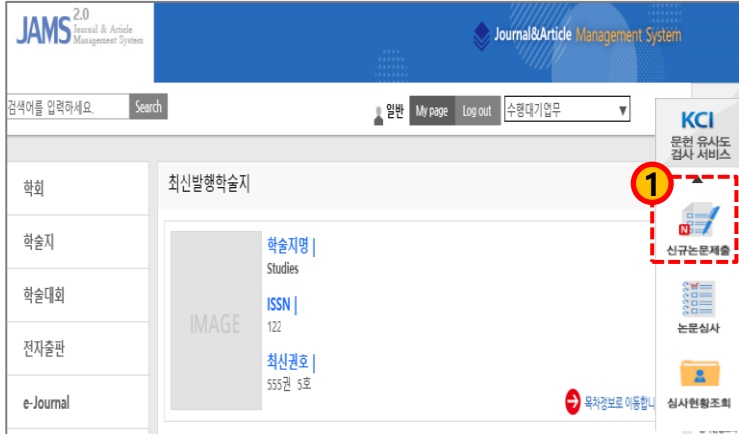 JAMS 2.0
Journal & Article
Management System
Journal&Article Management System
검색어를 입력하세요. Search
일반 My page Log out 수행대기업무 ▼
KCI
문헌 유사도
검사 서비스
학회
학술지
학술대회
전자출판
e-Journal
최신발행학술지
IMAGE
학술지명 |
Studies
ISSN |
122
최신권호 |
555권 5호
목차정보로 이동합니
1
N
신규논문제출
논문심사
심사현황조회